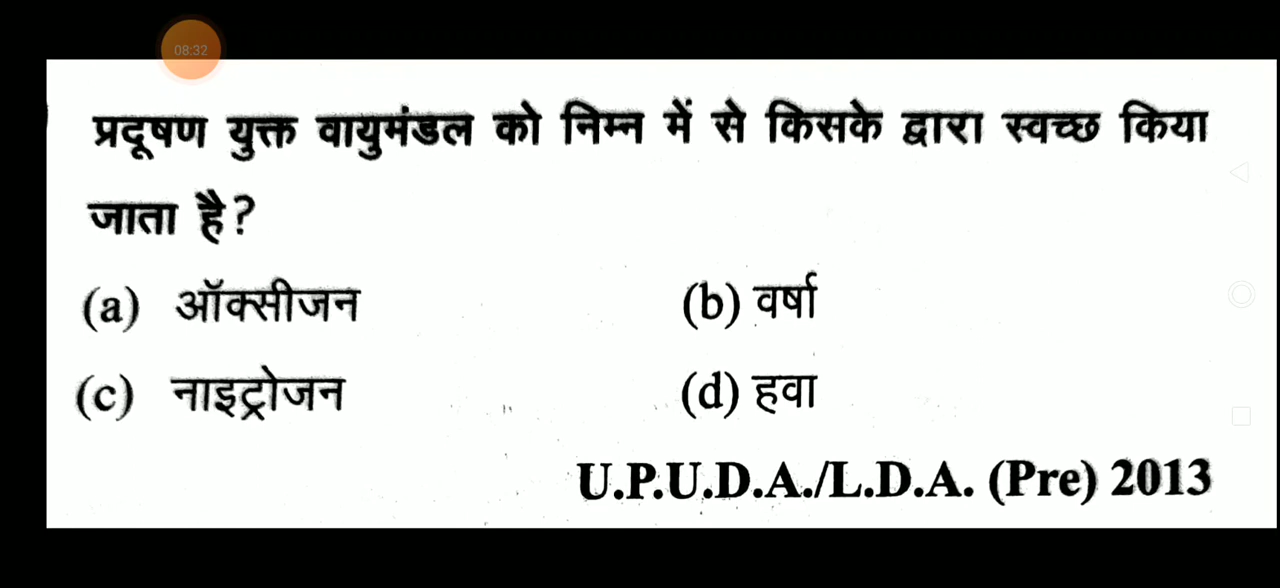 08:32
प्रदूषण युक्त वायुमंडल को निम्न में से किसके द्वारा स्वच्छ किया
जाता है?
(a) ऑक्सीजन (b) वर्षा
(c) नाइट्रोजन (d) हवा
U.P.U.D.A./L.D.A. (Pre) 2013